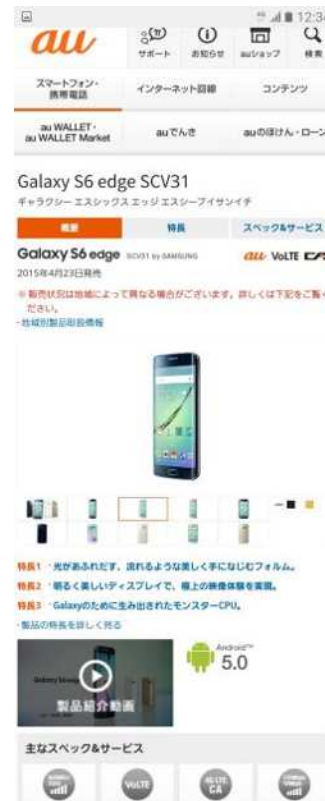 12:34
au
サポート
お知らせ
auショップ
検索
スマートフォン・
携帯電話
インターネット回線
コンテンツ
au WALLET・
au WALLET Market
auでんき
auのほけん・ローン
Galaxy S6 edge SCV31
ギャラクシー エスシックス エッジ エスシーブイサンイチ
概要
特長
スペック&サービス
Galaxy S6 edge SCV31 by SAMSUNG
au VoLTE CA
2015年4月23日発売
※ 販売状況は地域によって異なる場合がございます。詳しくは下記をご覧く
ださい。
・地域別製品取扱情報
特長1 ・光があふれだす、流れるような美しく手になじむフォルム。
特長2 ・明るく美しいディスプレイで、極上の映像体験を実現。
特長3 ・Galaxyのために生み出されたモンスターCPU。
・製品の特長を詳しく見る
製品紹介動画
Android™
5.0
主なスペック&サービス
VoLTE
4G LTE
CA